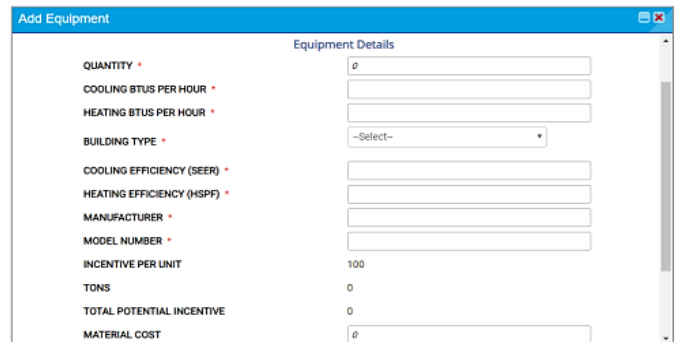 Add Equipment
Equipment Details
QUANTITY * 0
COOLING BTUS PER HOUR *
HEATING BTUS PER HOUR *
BUILDING TYPE * --Select--
COOLING EFFICIENCY (SEER) *
HEATING EFFICIENCY (HSPF) *
MANUFACTURER *
MODEL NUMBER *
INCENTIVE PER UNIT 100
TONS 0
TOTAL POTENTIAL INCENTIVE 0
MATERIAL COST 0